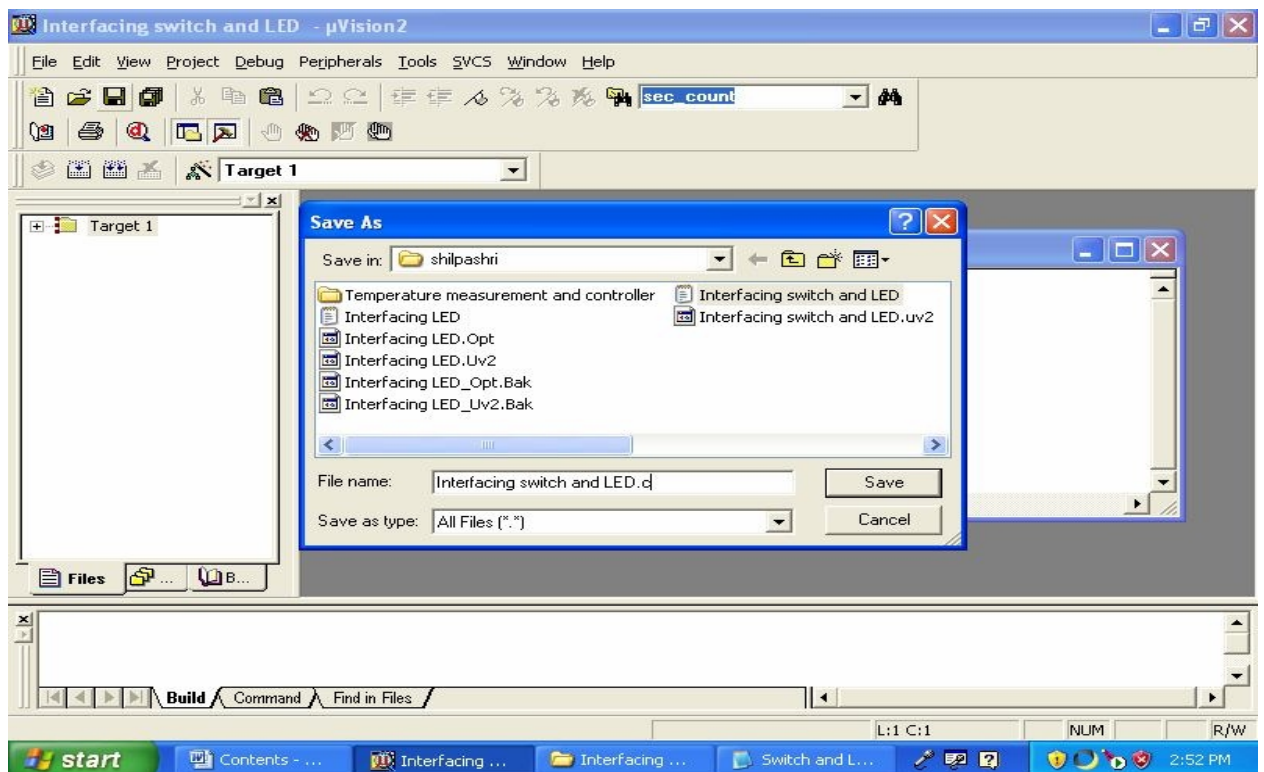 Interfacing switch and LED - µVision2
File Edit View Project Debug Peripherals Tools SVCS Window Help
sec_count
Target 1
Target 1
Save As
Save in: shilpashri
Temperature measurement and controller
Interfacing LED
Interfacing LED.Opt
Interfacing LED.Uv2
Interfacing LED_Opt.Bak
Interfacing LED_Uv2.Bak
Interfacing switch and LED
Interfacing switch and LED.uv2
File name: Interfacing switch and LED.c
Save
Save as type: All Files (*.*)
Cancel
Files ... B...
Build Command Find in Files
L:1 C:1 NUM R/W
start Contents - ... Interfacing ... Interfacing ... Switch and L... 2:52 PM